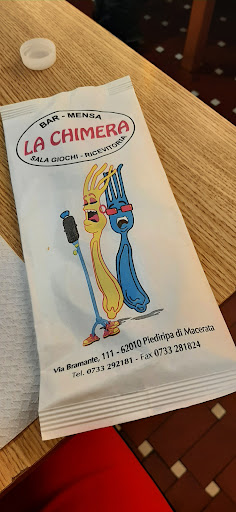 BAR - MENSA
LA CHIMERA
SALA GIOCHI - RICEVITORIA
Via Bramante, 111 - 62010 Piediripa di Macerata
Tel. 0733 292181 - Fax 0733 281824